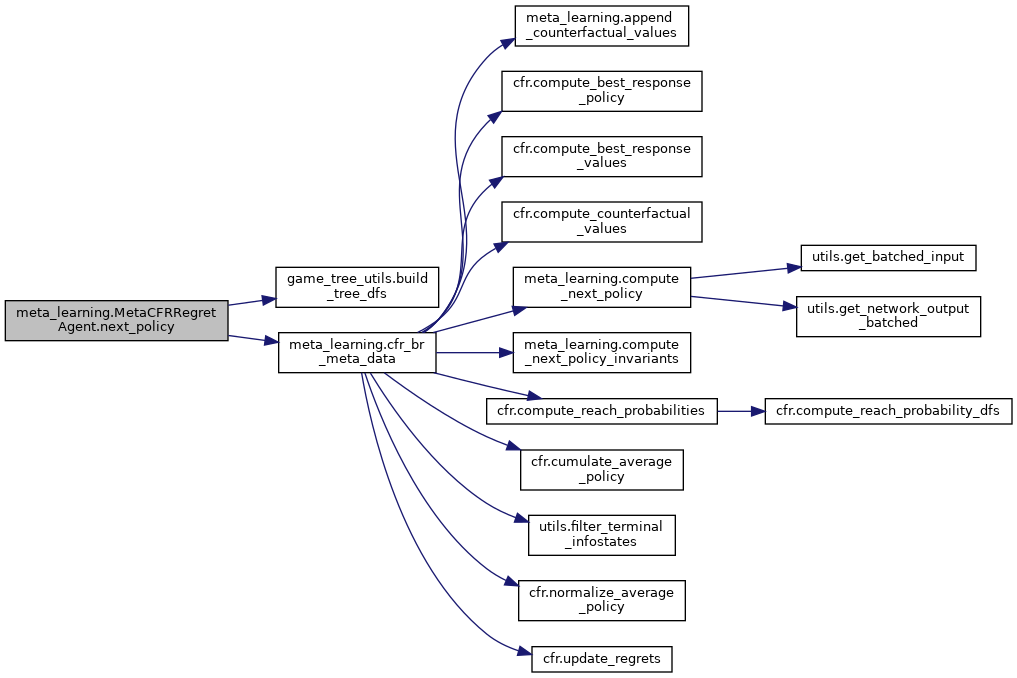 meta_learning.MetaCFRRegret
Agent.next_policy
game_tree_utils.build
_tree_dfs
meta_learning.cfr_br
_meta_data
meta_learning.append
_counterfactual_values
cfr.compute_best_response
_policy
cfr.compute_best_response
_values
cfr.compute_counterfactual
_values
meta_learning.compute
_next_policy
utils.get_batched_input
utils.get_network_output
_batched
meta_learning.compute
_next_policy_invariants
cfr.compute_reach_probabilities
cfr.compute_reach_probability_dfs
cfr.cumulate_average
_policy
utils.filter_terminal
_infostates
cfr.normalize_average
_policy
cfr.update_regrets